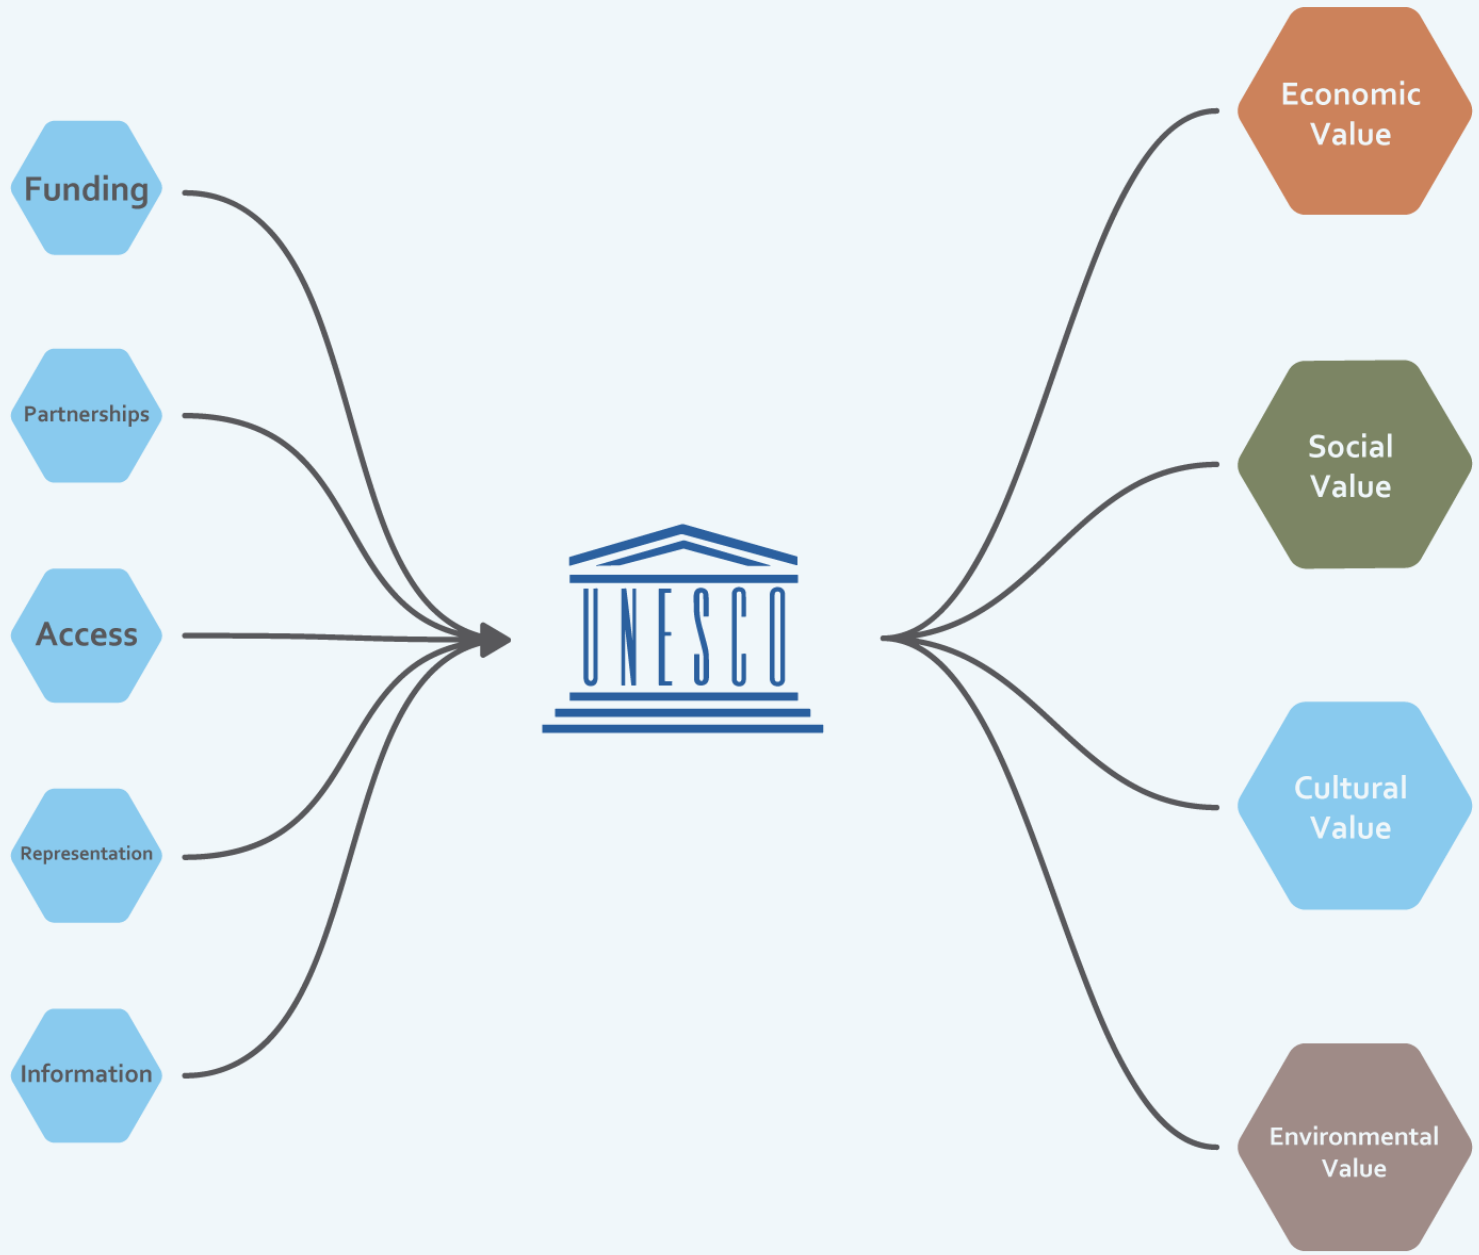 Funding
Partnerships
Access
Representation
Information
UNESCO
Economic
Value
Social
Value
Cultural
Value
Environmental
Value